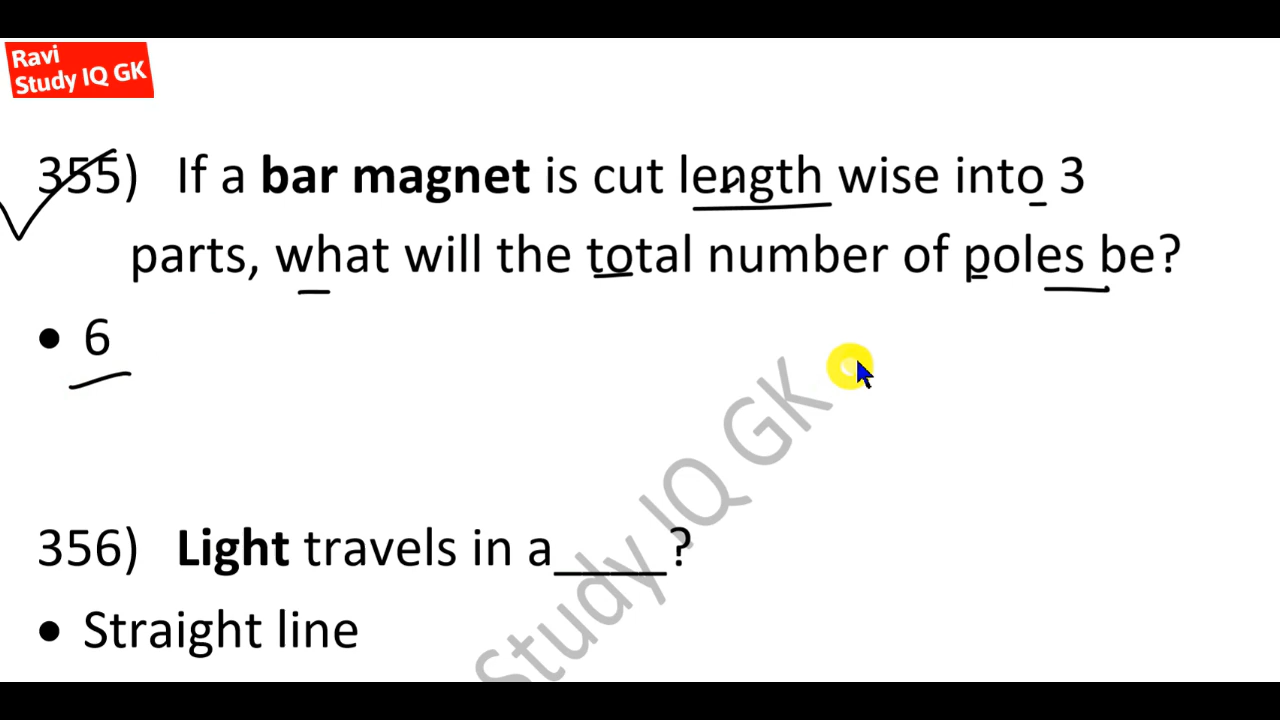 Ravi
Study IQ GK
355) If a bar magnet is cut length wise into 3
parts, what will the total number of poles be?
• 6
356) Light travels in a_____?
• Straight line
Study IQ GK